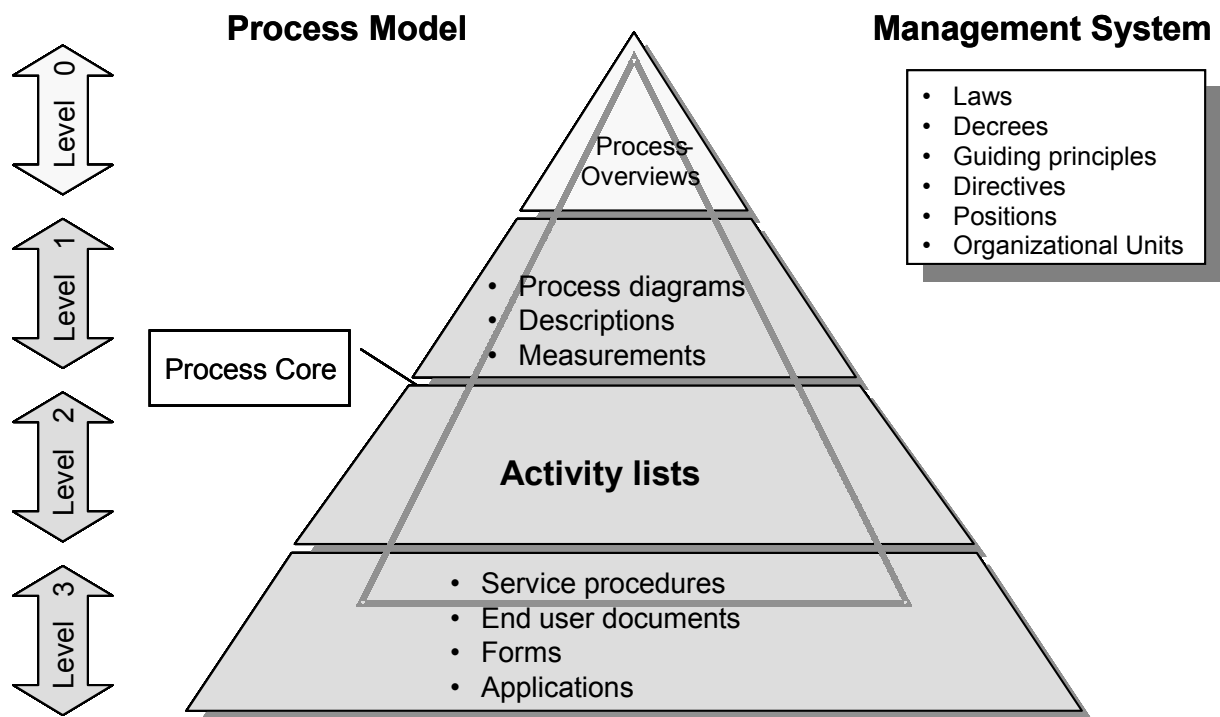 Process Model
Management System
Level 0
Level 1
Level 2
Level 3
Process-
Overviews
• Process diagrams
• Descriptions
• Measurements
Process Core
Activity lists
• Service procedures
• End user documents
• Forms
• Applications
• Laws
• Decrees
• Guiding principles
• Directives
• Positions
• Organizational Units